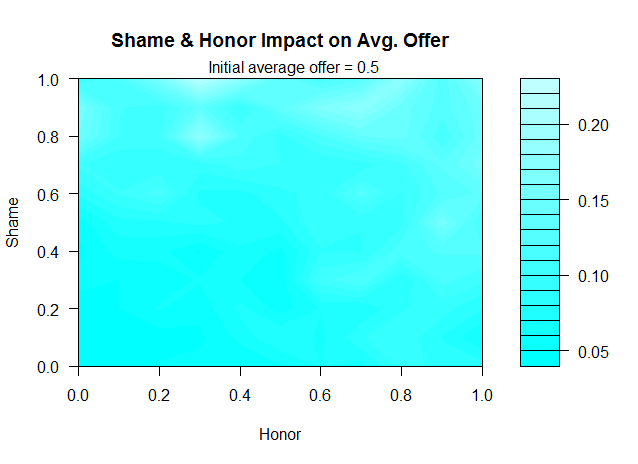 Shame & Honor Impact on Avg. Offer
Initial average offer = 0.5
1.0
0.8
0.6
0.4
0.2
0.0
Shame
0.0 0.2 0.4 0.6 0.8 1.0
Honor
0.20
0.15
0.10
0.05